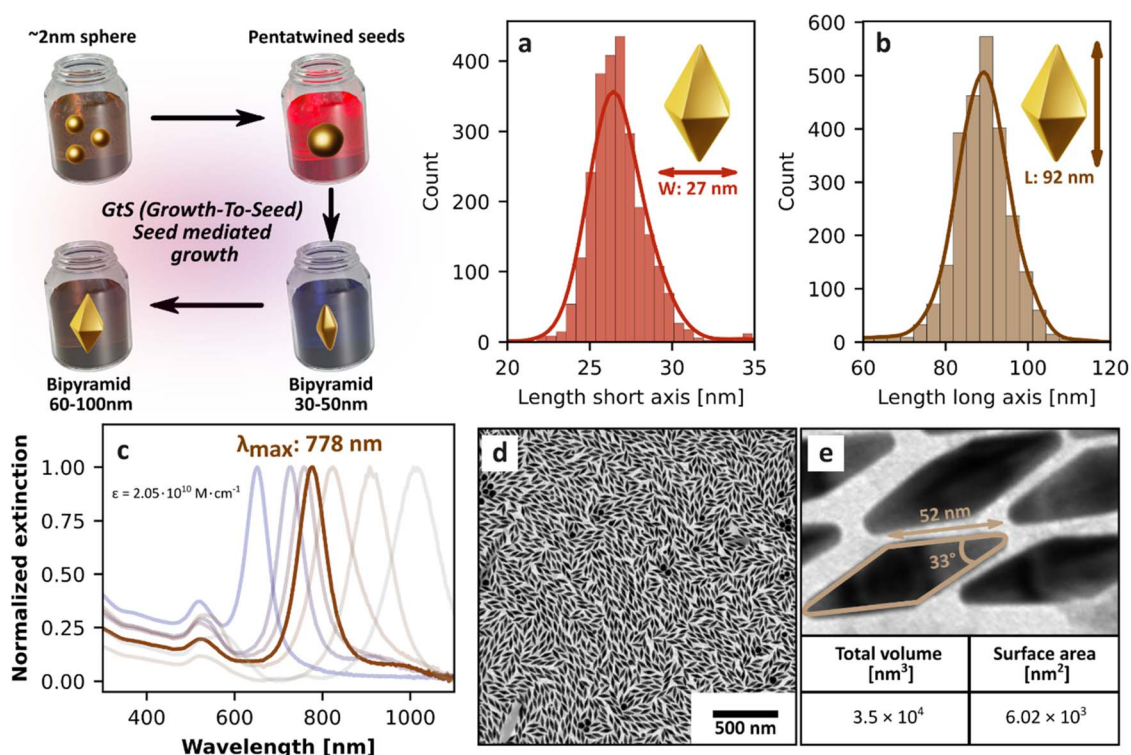 ~2nm sphere
Pentatwined seeds
GtS (Growth-To-Seed)
Seed mediated
growth
Bipyramid
60-100nm
Bipyramid
30-50nm
a
Count
400
300
200
100
0
W: 27 nm
20
25
30
35
Length short axis [nm]
b
Count
600
500
400
300
200
100
0
L: 92 nm
60
80
100
120
Length long axis [nm]
c
λmax: 778 nm
ε = 2.05·10¹⁰ M·cm⁻¹
Normalized extinction
1.00
0.75
0.50
0.25
0.00
400
600
800
1000
Wavelength [nm]
d
500 nm
e
52 nm
33°
Total volume
[nm³]
Surface area
[nm²]
3.5 × 10⁴
6.02 × 10³